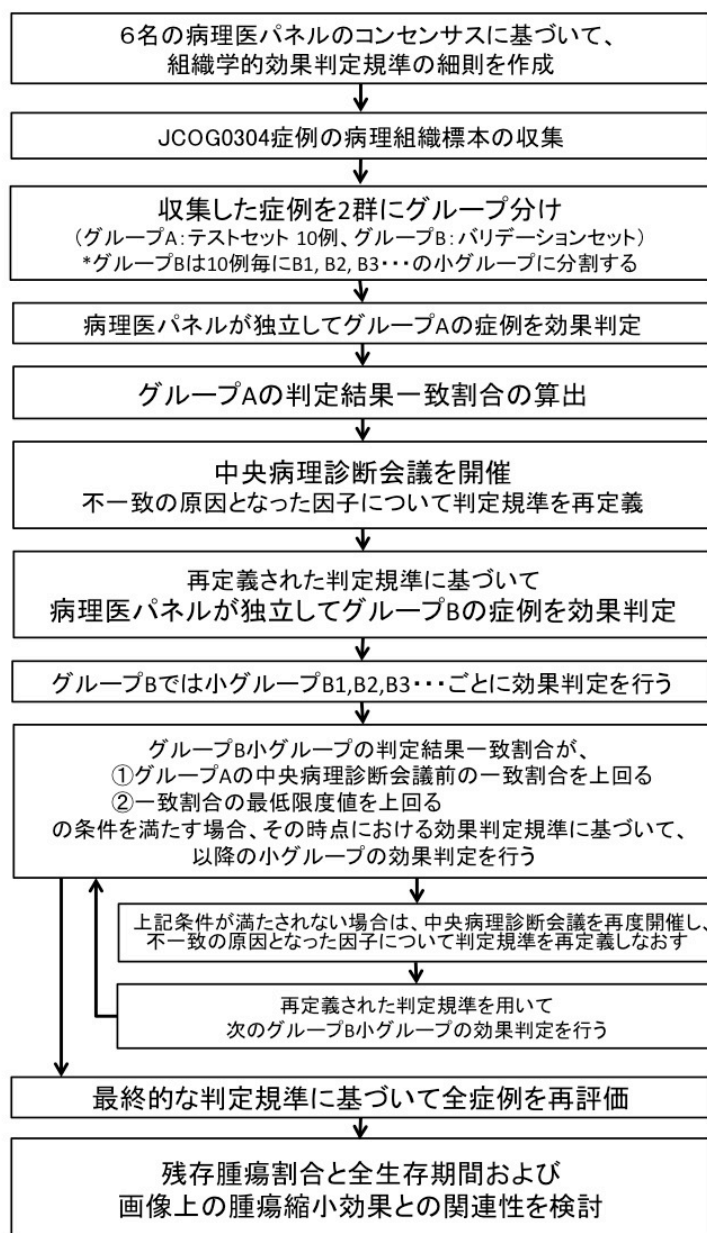 ６名の病理医パネルのコンセンサスに基づいて、
組織学的効果判定規準の細則を作成
JCOG0304症例の病理組織標本の収集
収集した症例を2群にグループ分け
（グループA：テストセット 10例、グループB：バリデーションセット）
*グループBは10例毎にB1, B2, B3・・・の小グループに分割する
病理医パネルが独立してグループAの症例を効果判定
グループAの判定結果一致割合の算出
中央病理診断会議を開催
不一致の原因となった因子について判定規準を再定義
再定義された判定規準に基づいて
病理医パネルが独立してグループBの症例を効果判定
グループBでは小グループB1,B2,B3・・・ごとに効果判定を行う
グループB小グループの判定結果一致割合が、
①グループAの中央病理診断会議前の一致割合を上回る
②一致割合の最低限度値を上回る
の条件を満たす場合、その時点における効果判定規準に基づいて、
以降の小グループの効果判定を行う
上記条件が満たされない場合は、中央病理診断会議を再度開催し、
不一致の原因となった因子について判定規準を再定義しなおす
再定義された判定規準を用いて
次のグループB小グループの効果判定を行う
最終的な判定規準に基づいて全症例を再評価
残存腫瘍割合と全生存期間および
画像上の腫瘍縮小効果との関連性を検討